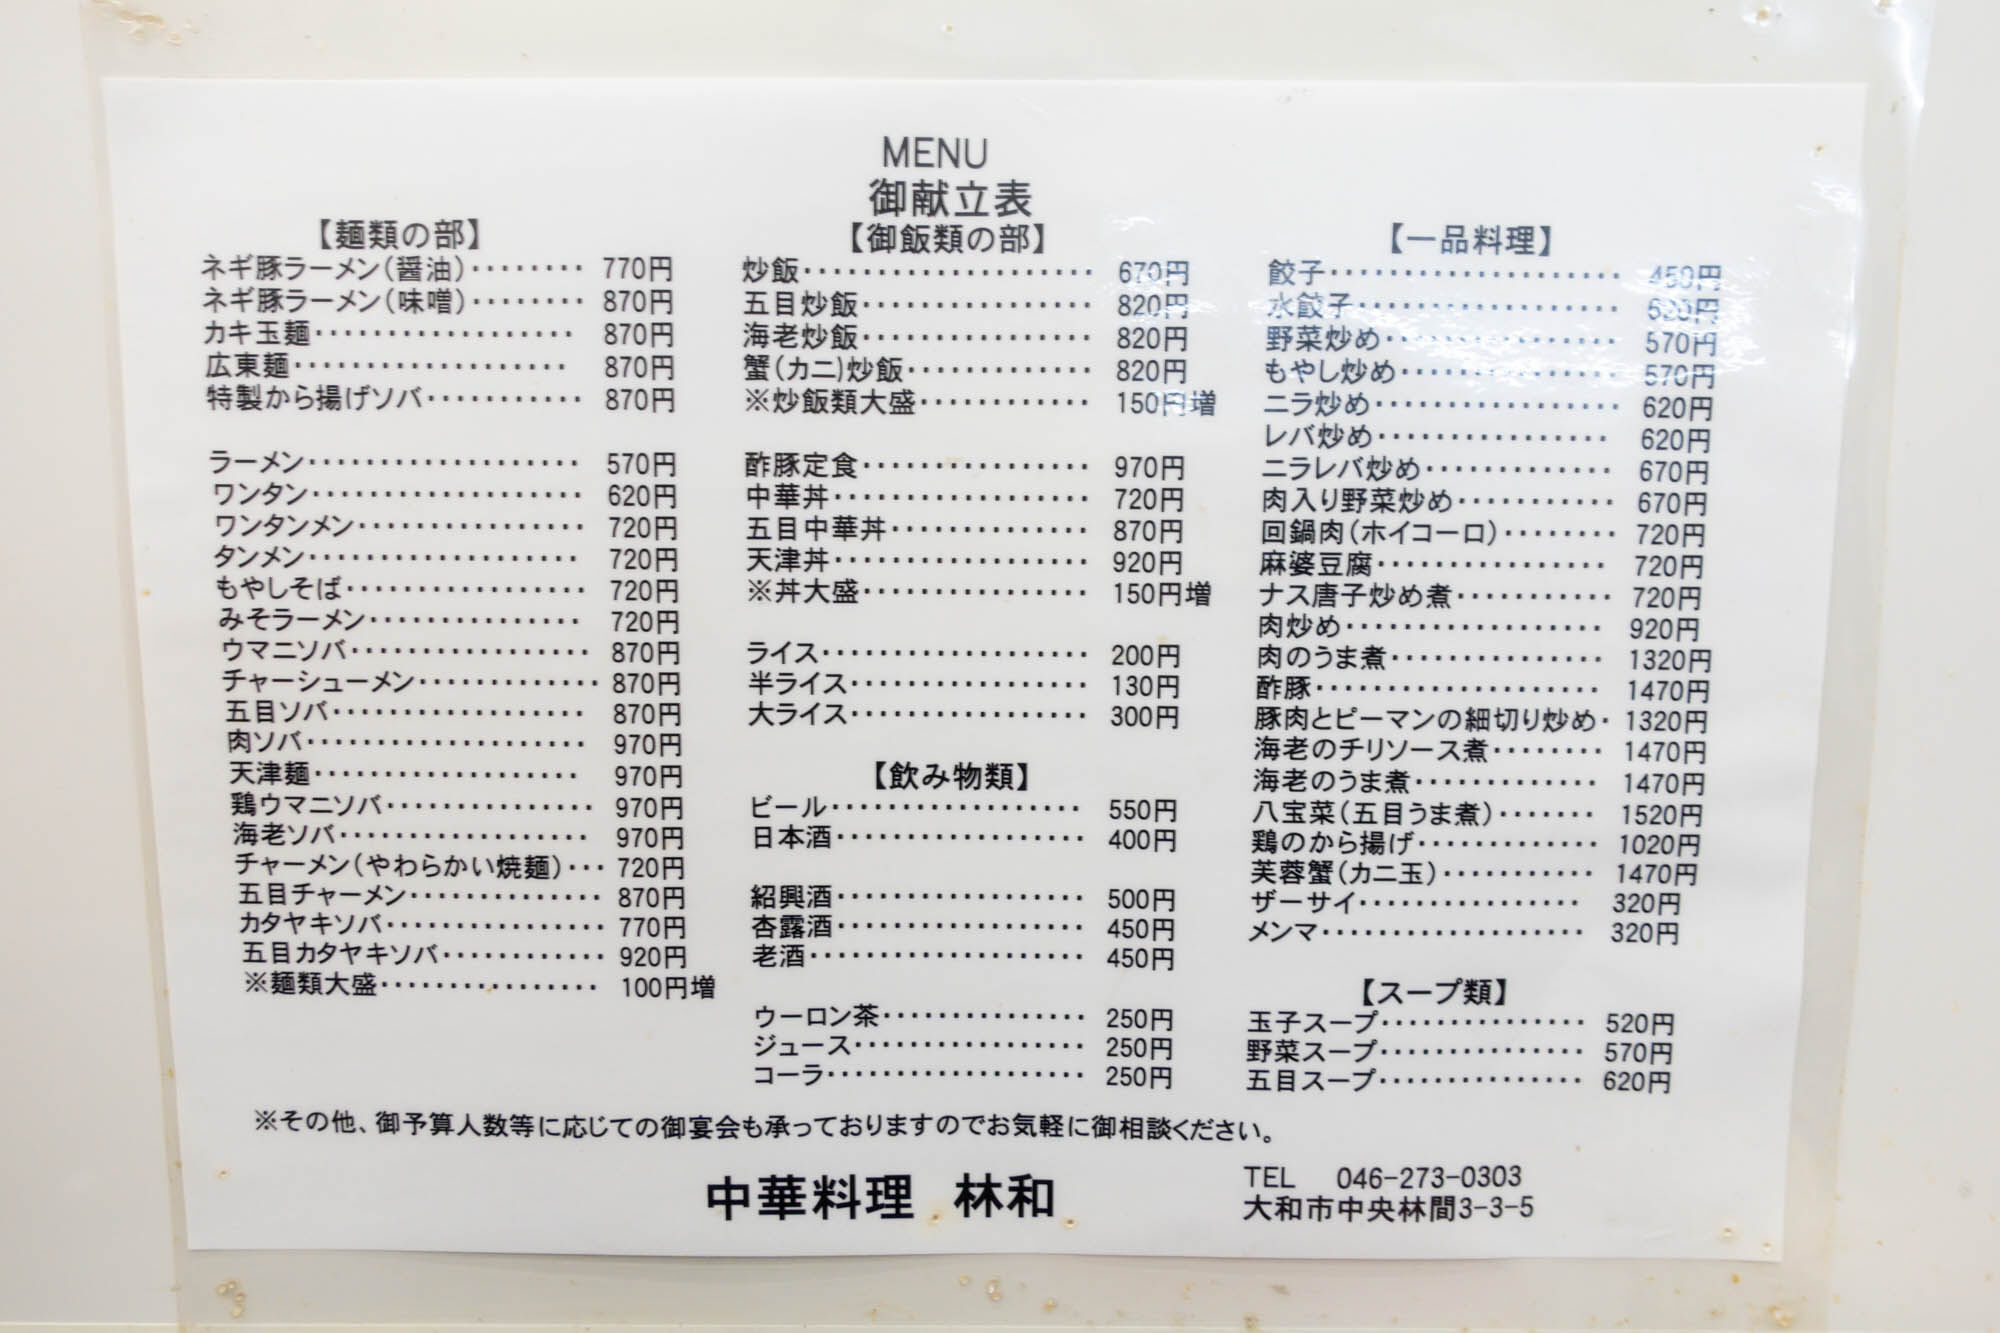 MENU
御献立表
【麺類の部】
ネギ豚ラーメン(醤油)‥‥‥‥ 770円
ネギ豚ラーメン(味噌)‥‥‥‥ 870円
カキ玉麺‥‥‥‥‥‥‥‥‥ 870円
広東麺‥‥‥‥‥‥‥‥‥‥ 870円
特製から揚げソバ‥‥‥‥‥‥ 870円
ラーメン‥‥‥‥‥‥‥‥‥‥ 570円
ワンタン‥‥‥‥‥‥‥‥‥‥ 620円
ワンタンメン‥‥‥‥‥‥‥‥ 720円
タンメン‥‥‥‥‥‥‥‥‥‥ 720円
もやしそば‥‥‥‥‥‥‥‥‥ 720円
みそラーメン‥‥‥‥‥‥‥‥ 720円
ウマニソバ‥‥‥‥‥‥‥‥‥ 870円
チャーシューメン‥‥‥‥‥‥‥ 870円
五目ソバ‥‥‥‥‥‥‥‥‥‥ 870円
肉ソバ‥‥‥‥‥‥‥‥‥‥‥ 970円
天津麺‥‥‥‥‥‥‥‥‥‥ 970円
鶏ウマニソバ‥‥‥‥‥‥‥‥ 970円
海老ソバ‥‥‥‥‥‥‥‥‥‥ 970円
チャーメン(やわらかい焼麺)‥‥ 720円
五目チャーメン‥‥‥‥‥‥‥‥ 870円
カタヤキソバ‥‥‥‥‥‥‥‥‥ 770円
五目カタヤキソバ‥‥‥‥‥‥‥ 920円
※麺類大盛‥‥‥‥‥‥‥‥‥ 100円増
【御飯類の部】
炒飯‥‥‥‥‥‥‥‥‥‥‥ 670円
五目炒飯‥‥‥‥‥‥‥‥‥ 820円
海老炒飯‥‥‥‥‥‥‥‥‥ 820円
蟹(カニ)炒飯‥‥‥‥‥‥‥ 820円
※炒飯類大盛‥‥‥‥‥‥‥ 150円増
酢豚定食‥‥‥‥‥‥‥‥‥ 970円
中華丼‥‥‥‥‥‥‥‥‥‥ 720円
五目中華丼‥‥‥‥‥‥‥‥ 870円
天津丼‥‥‥‥‥‥‥‥‥‥ 920円
※丼大盛‥‥‥‥‥‥‥‥‥ 150円増
ライス‥‥‥‥‥‥‥‥‥‥ 200円
半ライス‥‥‥‥‥‥‥‥‥ 130円
大ライス‥‥‥‥‥‥‥‥‥ 300円
【飲み物類】
ビール‥‥‥‥‥‥‥‥‥‥ 550円
日本酒‥‥‥‥‥‥‥‥‥‥ 400円
紹興酒‥‥‥‥‥‥‥‥‥‥ 500円
杏露酒‥‥‥‥‥‥‥‥‥‥ 450円
老酒‥‥‥‥‥‥‥‥‥‥‥ 450円
ウーロン茶‥‥‥‥‥‥‥‥ 250円
ジュース‥‥‥‥‥‥‥‥‥ 250円
コーラ‥‥‥‥‥‥‥‥‥‥ 250円
【一品料理】
餃子‥‥‥‥‥‥‥‥‥‥‥ 450円
水餃子‥‥‥‥‥‥‥‥‥‥ 520円
野菜炒め‥‥‥‥‥‥‥‥‥ 570円
もやし炒め‥‥‥‥‥‥‥‥ 570円
ニラ炒め‥‥‥‥‥‥‥‥‥ 620円
レバ炒め‥‥‥‥‥‥‥‥‥ 620円
ニラレバ炒め‥‥‥‥‥‥‥ 670円
肉入り野菜炒め‥‥‥‥‥‥ 670円
回鍋肉(ホイコーロ)‥‥‥‥ 720円
麻婆豆腐‥‥‥‥‥‥‥‥‥ 720円
ナス唐子炒め煮‥‥‥‥‥‥ 720円
肉炒め‥‥‥‥‥‥‥‥‥‥ 920円
肉のうま煮‥‥‥‥‥‥‥‥ 1320円
酢豚‥‥‥‥‥‥‥‥‥‥‥ 1470円
豚肉とピーマンの細切り炒め・ 1320円
海老のチリソース煮‥‥‥‥ 1470円
海老のうま煮‥‥‥‥‥‥‥ 1470円
八宝菜(五目うま煮)‥‥‥‥ 1520円
鶏のから揚げ‥‥‥‥‥‥‥ 1020円
芙蓉蟹(カニ玉)‥‥‥‥‥‥ 1470円
ザーサイ‥‥‥‥‥‥‥‥‥ 320円
メンマ‥‥‥‥‥‥‥‥‥‥ 320円
【スープ類】
玉子スープ‥‥‥‥‥‥‥‥ 520円
野菜スープ‥‥‥‥‥‥‥‥ 570円
五目スープ‥‥‥‥‥‥‥‥ 620円
※その他、御予算人数等に応じての御宴会も承っておりますのでお気軽に御相談ください。
中華料理 林和
TEL 046-273-0303
大和市中央林間3-3-5